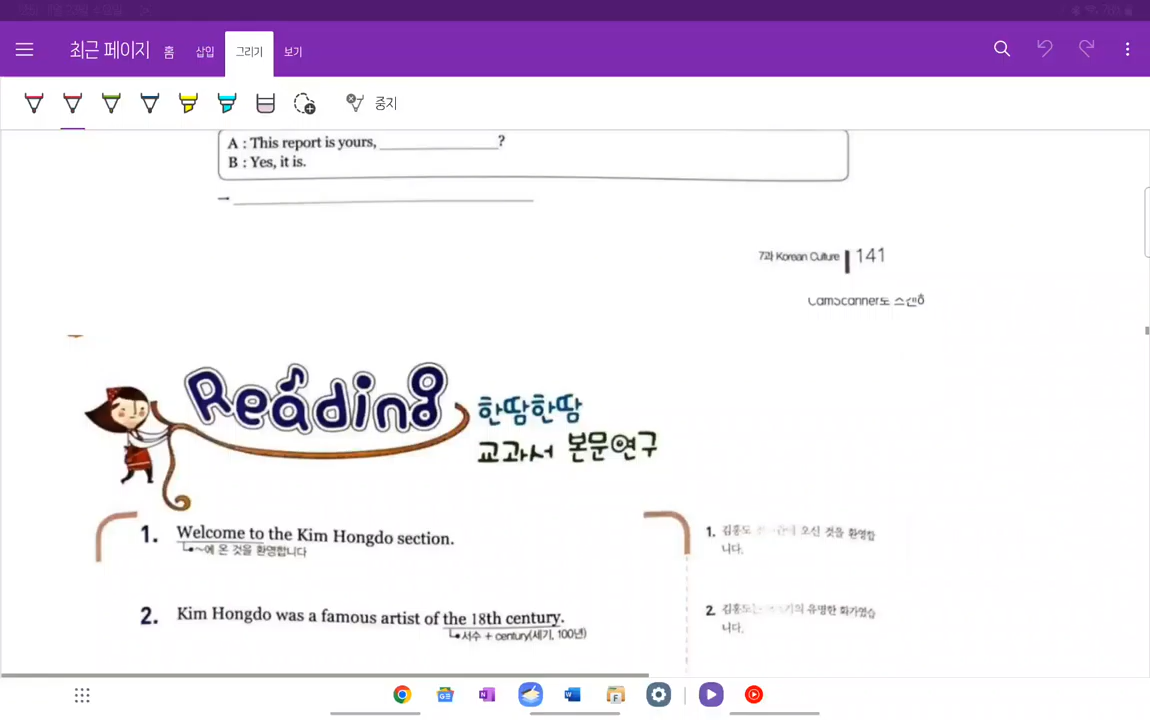 최근 페이지 홈 삽입 그리기 보기
중지
A : This report is yours, ____________?
B : Yes, it is.
7과 Korean Culture 141
CamScanner로 스캔
Reading 한땀한땀
교과서 본문연구
1. Welcome to the Kim Hongdo section.
~에 온 것을 환영합니다
1. 김홍도 오신 것을 환영합
니다.
2. Kim Hongdo was a famous artist of the 18th century.
서수 + century(세기, 100년)
2. 김홍도는 기의 유명한 화가였습
니다.